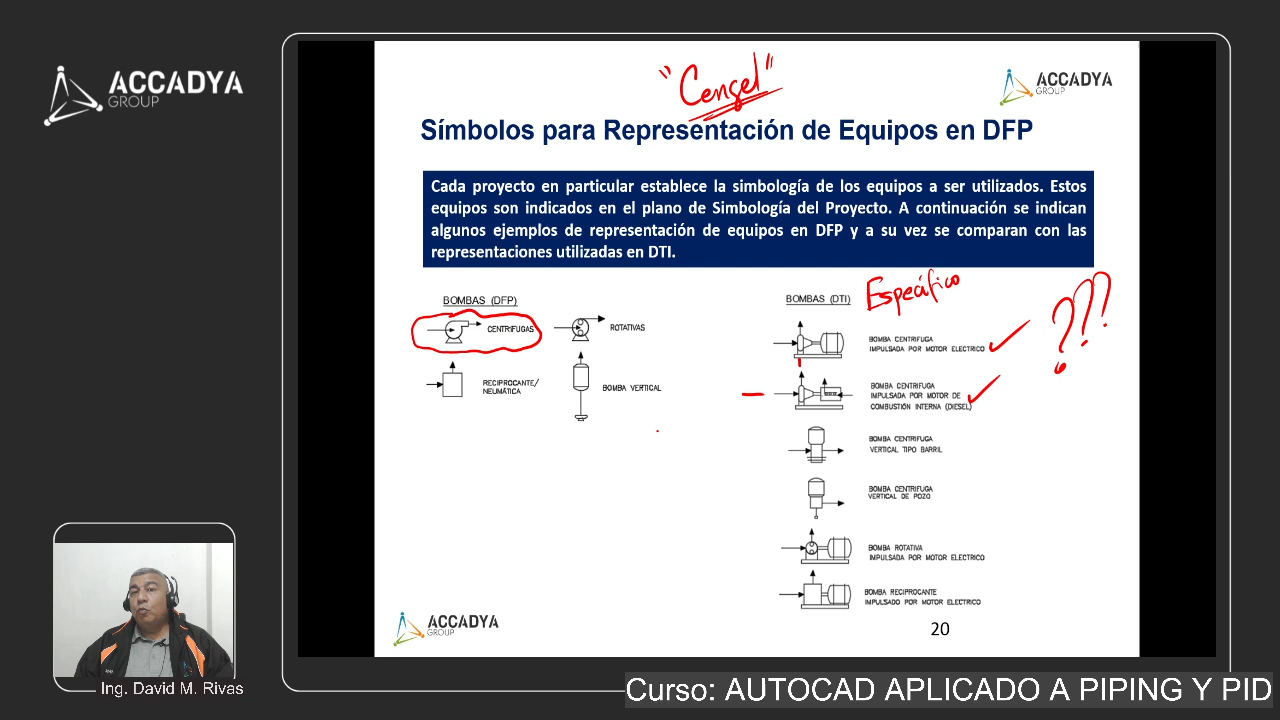 ACCADYA
GROUP
"Cengel"
ACCADYA
GROUP
Símbolos para Representación de Equipos en DFP
Cada proyecto en particular establece la simbología de los equipos a ser utilizados. Estos
equipos son indicados en el plano de Simbología del Proyecto. A continuación se indican
algunos ejemplos de representación de equipos en DFP y a su vez se comparan con las
representaciones utilizadas en DTI.
BOMBAS (DFP)
CENTRIFUGAS
ROTATIVAS
RECIPROCANTE/
NEUMÁTICA
BOMBA VERTICAL
BOMBAS (DTI)
Específico
???
BOMBA CENTRIFUGA
IMPULSADA POR MOTOR ELECTRICO
BOMBA CENTRIFUGA
IMPULSADA POR MOTOR DE
COMBUSTIÓN INTERNA (DIESEL)
BOMBA CENTRIFUGA
VERTICAL TIPO BARRIL
BOMBA CENTRIFUGA
VERTICAL DE POZO
BOMBA ROTATIVA
IMPULSADA POR MOTOR ELECTRICO
BOMBA RECIPROCANTE
IMPULSADO POR MOTOR ELECTRICO
ACCADYA
GROUP
20
Ing. David M. Rivas
Curso: AUTOCAD APLICADO A PIPING Y PID